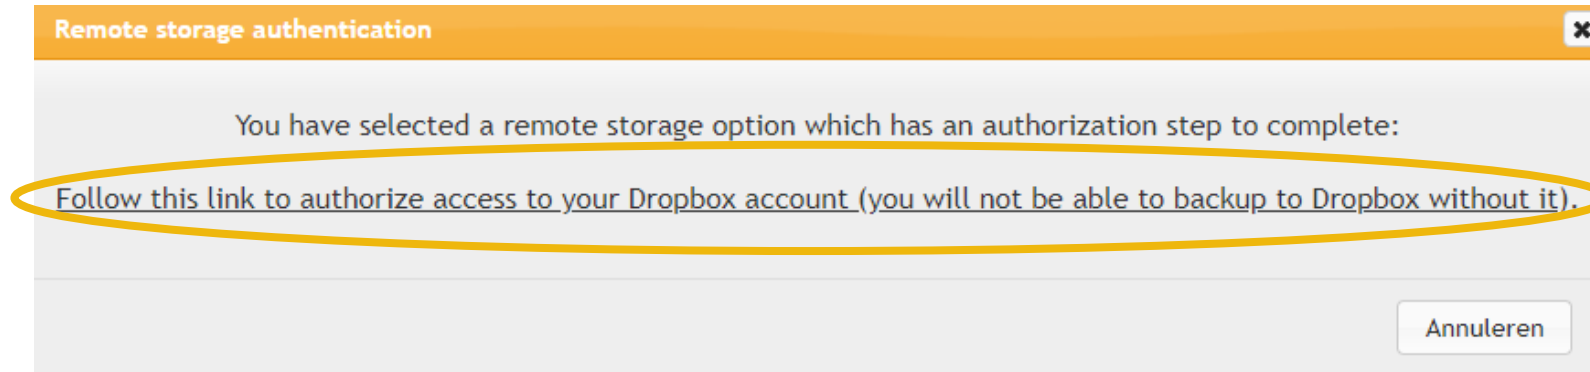 Remote storage authentication
You have selected a remote storage option which has an authorization step to complete:
Follow this link to authorize access to your Dropbox account (you will not be able to backup to Dropbox without it).
Annuleren